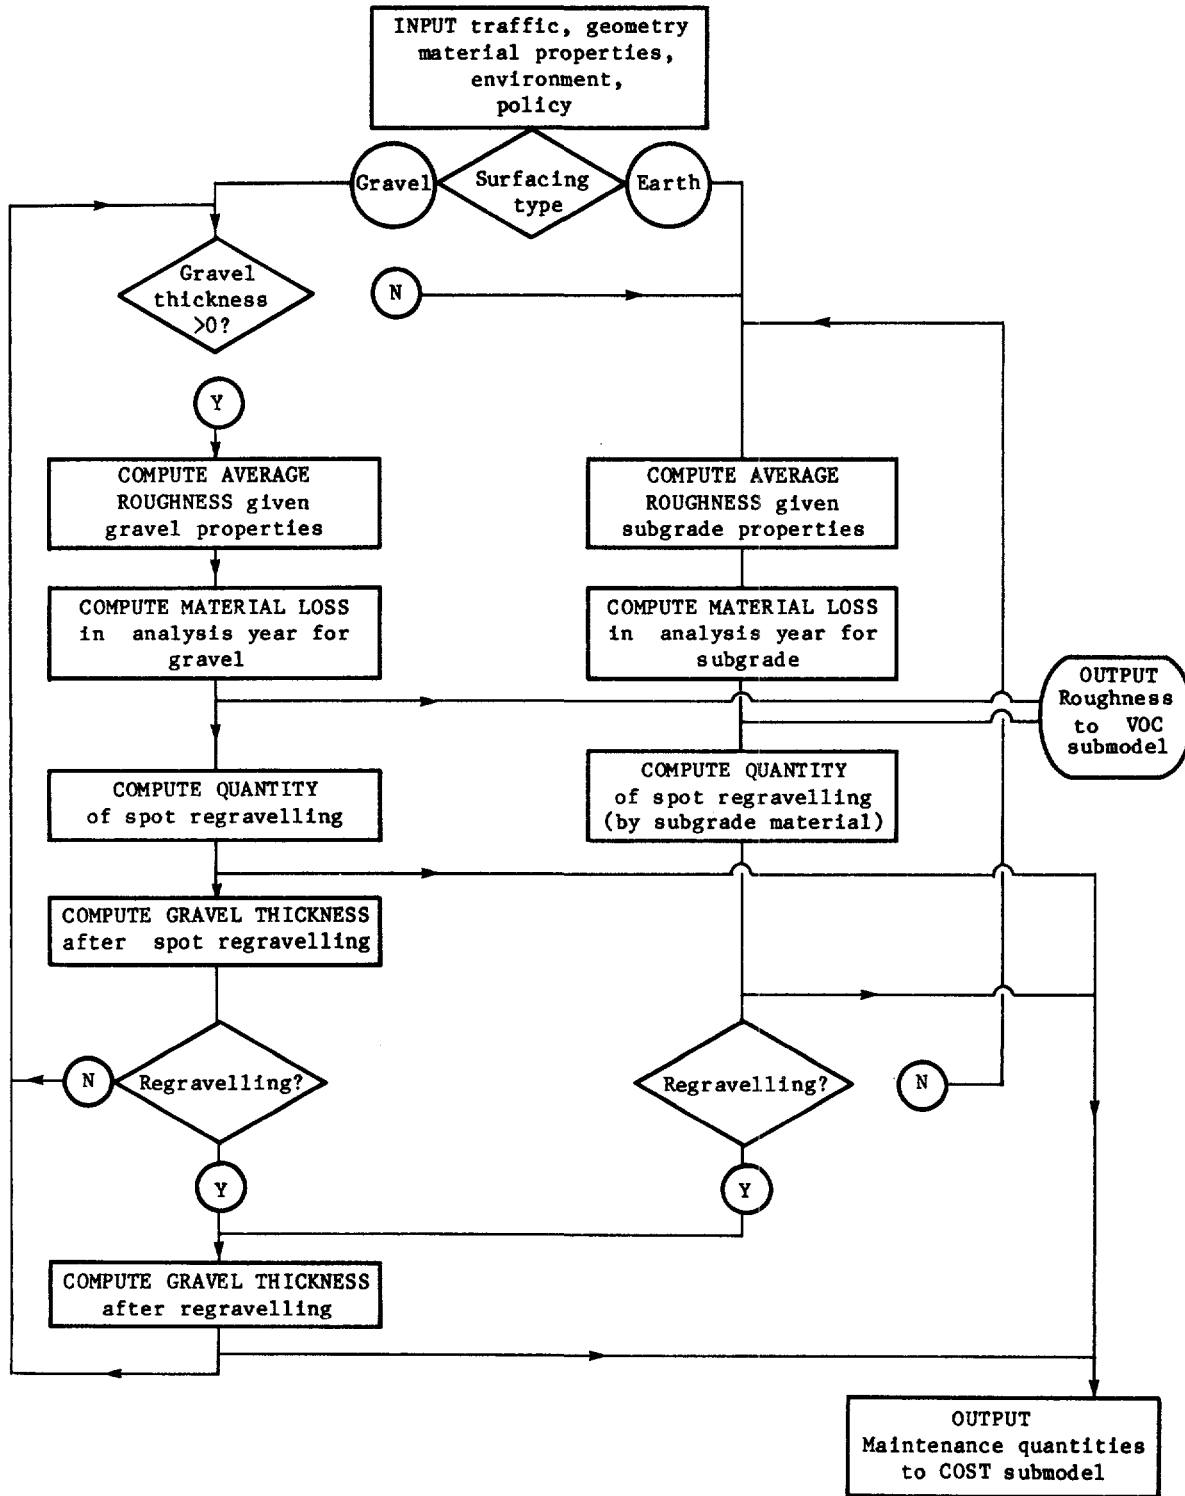 INPUT traffic, geometry
material properties,
environment,
policy
Gravel
Surfacing
type
Earth
Gravel
thickness
>0?
N
Y
COMPUTE AVERAGE
ROUGHNESS given
gravel properties
COMPUTE AVERAGE
ROUGHNESS given
subgrade properties
COMPUTE MATERIAL LOSS
in analysis year for
gravel
COMPUTE MATERIAL LOSS
in analysis year for
subgrade
OUTPUT
Roughness
to VOC
submodel
COMPUTE QUANTITY
of spot regravelling
COMPUTE QUANTITY
of spot regravelling
(by subgrade material)
COMPUTE GRAVEL THICKNESS
after spot regravelling
N
Regravelling?
Regravelling?
N
Y
Y
COMPUTE GRAVEL THICKNESS
after regravelling
OUTPUT
Maintenance quantities
to COST submodel